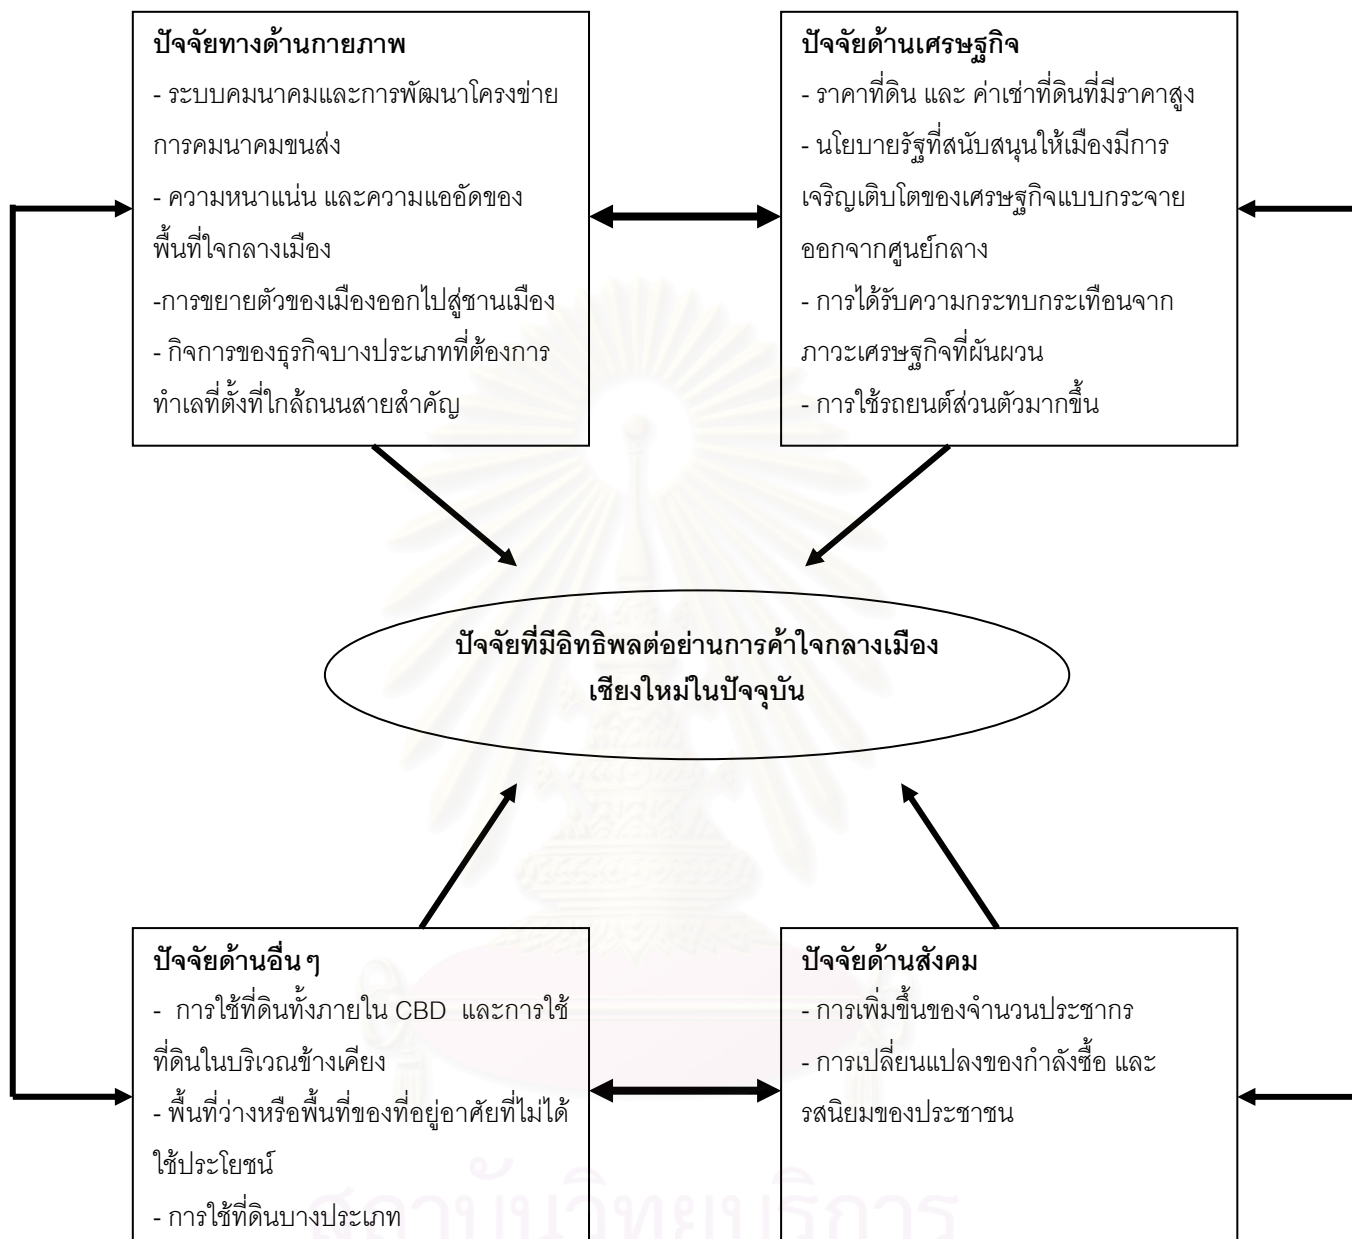 ปัจจัยทางด้านกายภาพ
- ระบบคมนาคมและการพัฒนาโครงข่าย
การคมนาคมขนส่ง
- ความหนาแน่น และความแออัดของ
พื้นที่ใจกลางเมือง
-การขยายตัวของเมืองออกไปสู่ชานเมือง
- กิจการของธุรกิจบางประเภทที่ต้องการ
ทำเลที่ตั้งที่ใกล้ถนนสายสำคัญ
ปัจจัยด้านเศรษฐกิจ
- ราคาที่ดิน และ ค่าเช่าที่ดินที่มีราคาสูง
- นโยบายรัฐที่สนับสนุนให้เมืองมีการ
เจริญเติบโตของเศรษฐกิจแบบกระจาย
ออกจากศูนย์กลาง
- การได้รับความกระทบกระเทือนจาก
ภาวะเศรษฐกิจที่ผันผวน
- การใช้รถยนต์ส่วนตัวมากขึ้น
ปัจจัยที่มีอิทธิพลต่อย่านการค้าใจกลางเมือง
เชียงใหม่ในปัจจุบัน
ปัจจัยด้านอื่นๆ
- การใช้ที่ดินทั้งภายใน CBD และการใช้
ที่ดินในบริเวณข้างเคียง
- พื้นที่ว่างหรือพื้นที่ของที่อยู่อาศัยที่ไม่ได้
ใช้ประโยชน์
- การใช้ที่ดินบางประเภท
ปัจจัยด้านสังคม
- การเพิ่มขึ้นของจำนวนประชากร
- การเปลี่ยนแปลงของกำลังซื้อ และ
รสนิยมของประชาชน
สถาบันวิทยบริการ